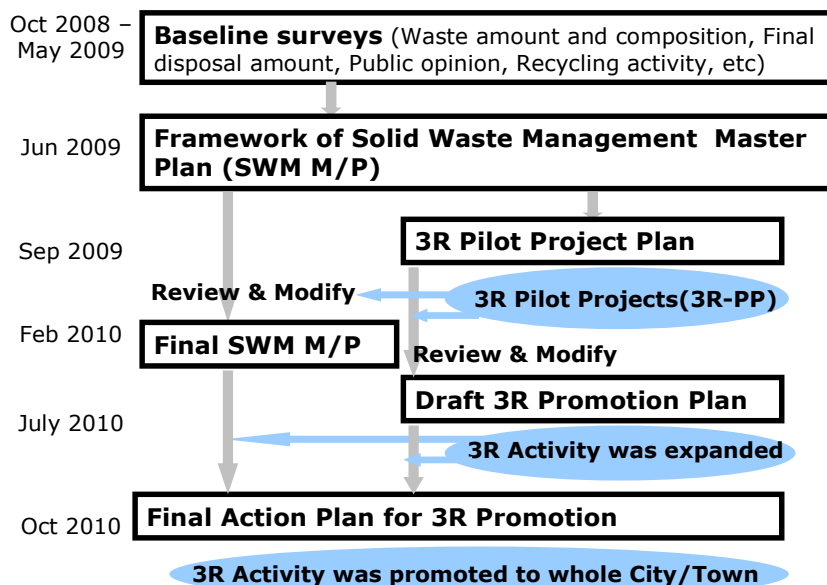 Oct 2008 –
May 2009
Baseline surveys (Waste amount and composition, Final
disposal amount, Public opinion, Recycling activity, etc)
Jun 2009
Framework of Solid Waste Management Master
Plan (SWM M/P)
Sep 2009
3R Pilot Project Plan
Review & Modify
3R Pilot Projects(3R-PP)
Feb 2010
Final SWM M/P
Review & Modify
Draft 3R Promotion Plan
July 2010
3R Activity was expanded
Oct 2010
Final Action Plan for 3R Promotion
3R Activity was promoted to whole City/Town